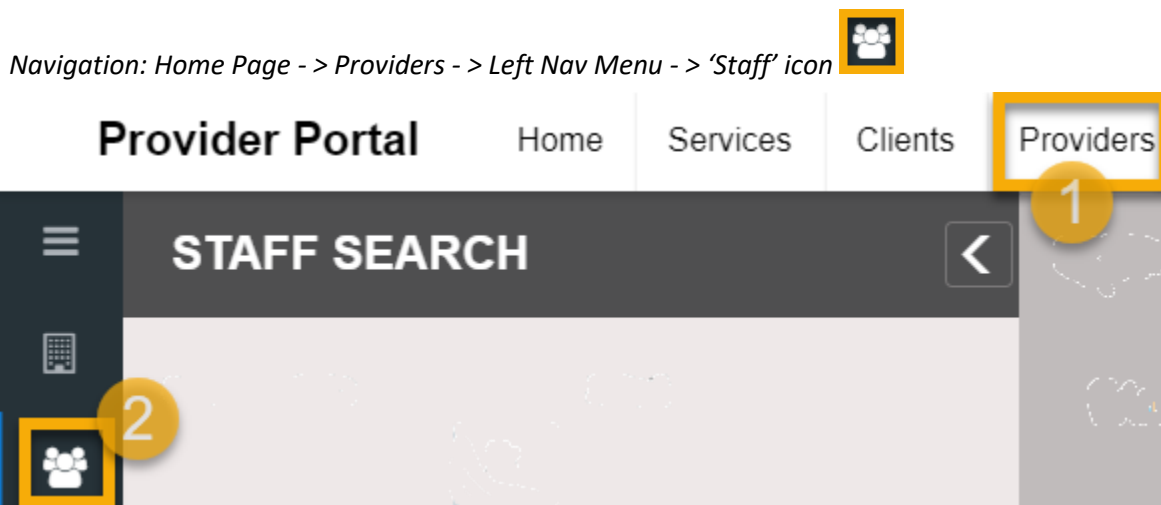 Navigation: Home Page - > Providers - > Left Nav Menu - > ‘Staff’ icon
Provider Portal Home Services Clients Providers
1
STAFF SEARCH
2